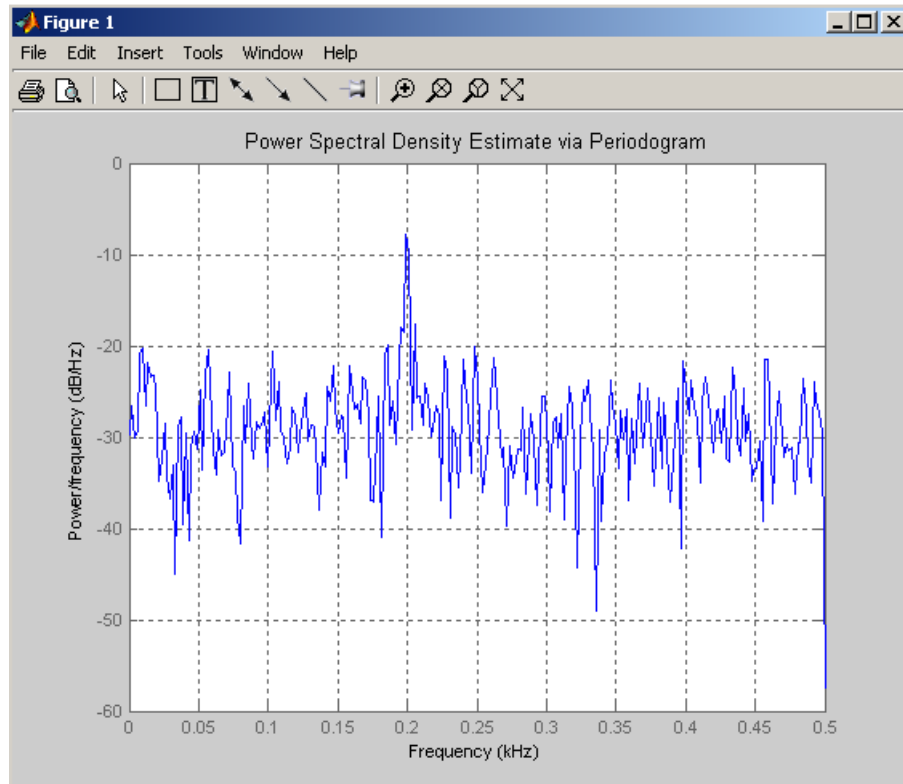 Figure 1
File Edit Insert Tools Window Help
T
Power Spectral Density Estimate via Periodogram
0
-10
-20
-30
-40
-50
-60
Power/frequency (dB/Hz)
0 0.05 0.1 0.15 0.2 0.25 0.3 0.35 0.4 0.45 0.5
Frequency (kHz)